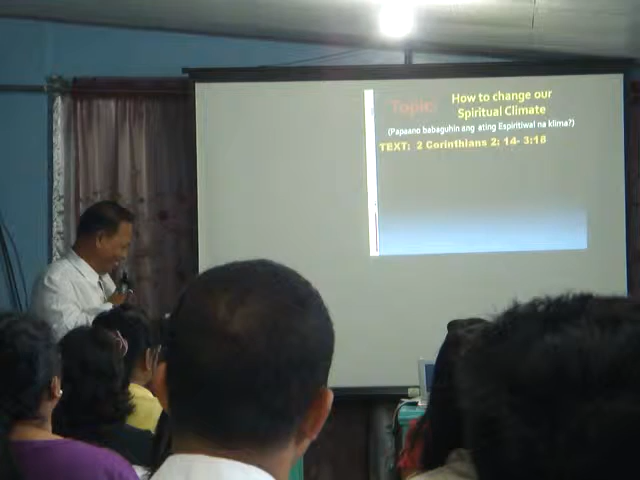 Topic: How to change our
Spiritual Climate
(Papaano babaguhin ang ating Espiritiwal na klima?)
TEXT: 2 Corinthians 2: 14- 3:18